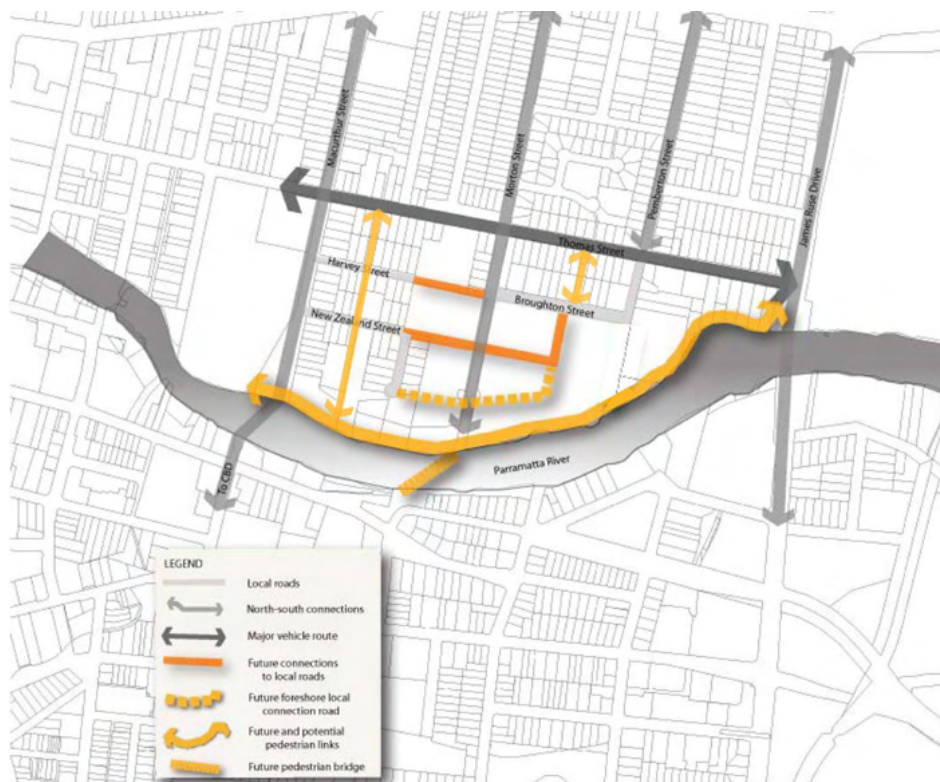 Macarthur Street
Morton Street
Pemberton Street
James Ruse Drive
Thomas Street
Harvey Street
Broughton Street
New Zealand Street
Parramatta River
To CBD
LEGEND
Local roads
North-south connections
Major vehicle route
Future connections
to local roads
Future foreshore local
connection road
Future and potential
pedestrian links
Future pedestrian bridge